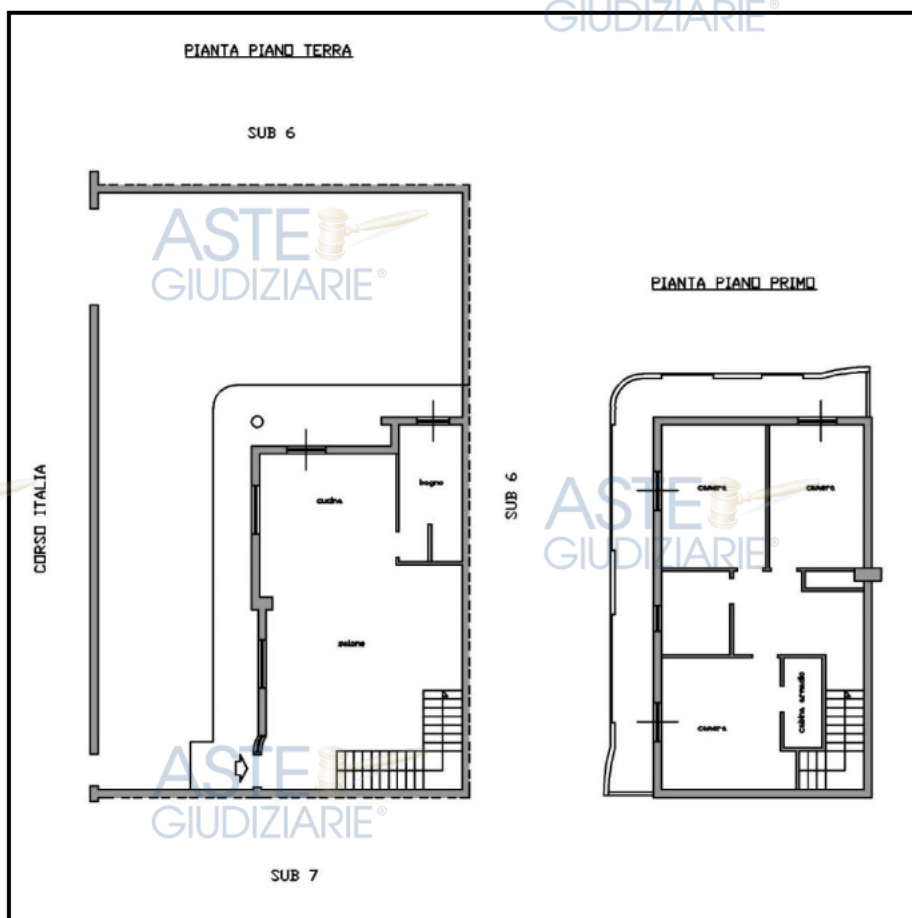 GIUDIZIARIE®
PIANTA PIANO TERRA
SUB 6
ASTE
GIUDIZIARIE®
PIANTA PIANO PRIMO
CORSO ITALIA
cucina
bagno
salone
SUB 6
ASTE
GIUDIZIARIE®
camera
camera
camera
cabina armadio
ASTE
GIUDIZIARIE®
SUB 7